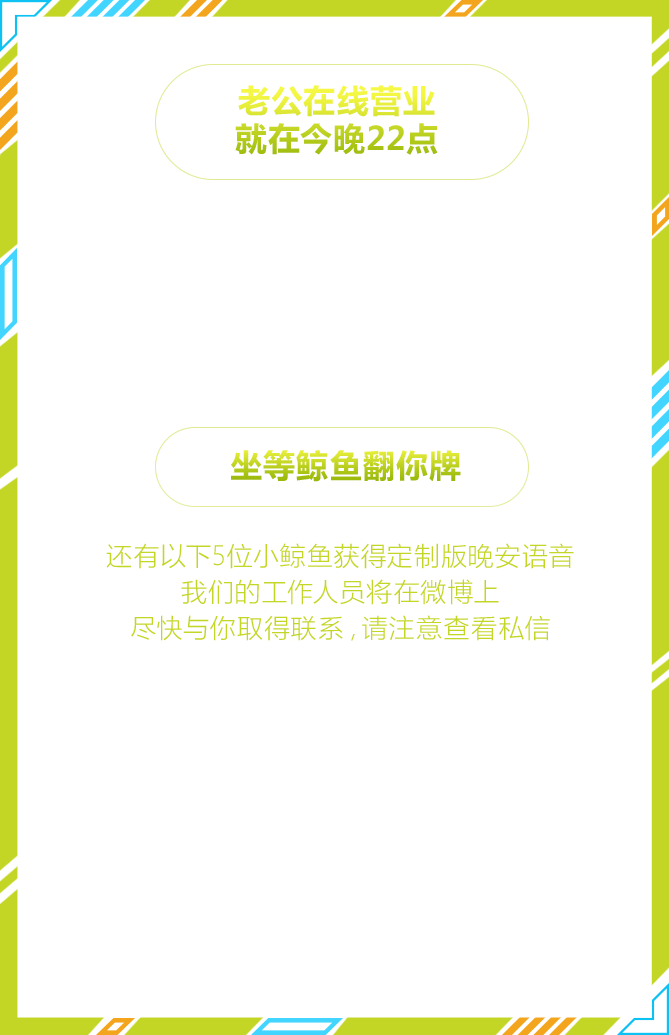 老公在线营业
就在今晚22点
坐等鲸鱼翻你牌
还有以下5位小鲸鱼获得定制版晚安语音
我们的工作人员将在微博上
尽快与你取得联系,请注意查看私信